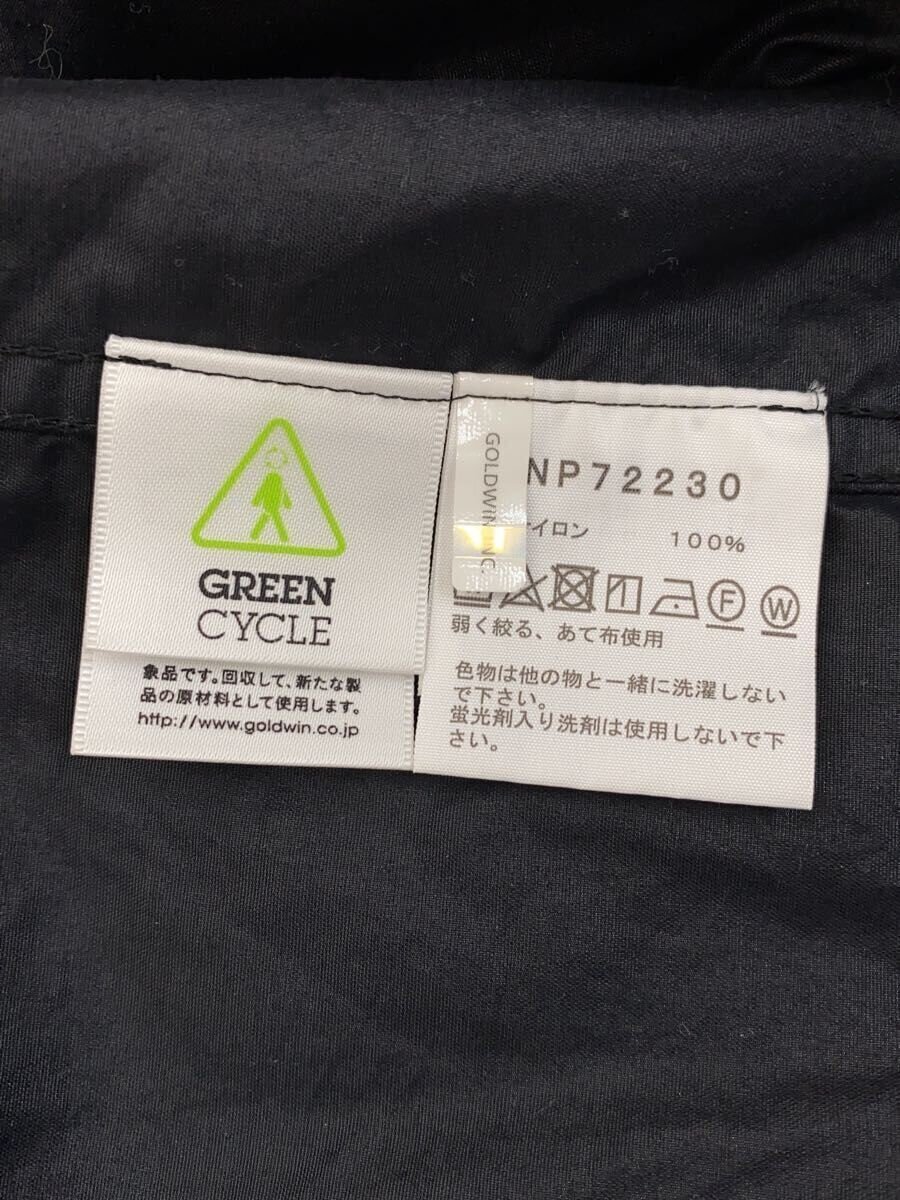 GREEN
CYCLE
象品です。回収して、新たな製
品の原材料として使用します。
http://www.goldwin.co.jp
GOLDWIN INC.
NP72230
イロン 100%
F W
弱く絞る、あて布使用
色物は他の物と一緒に洗濯しない
で下さい。
蛍光剤入り洗剤は使用しないで下
さい。